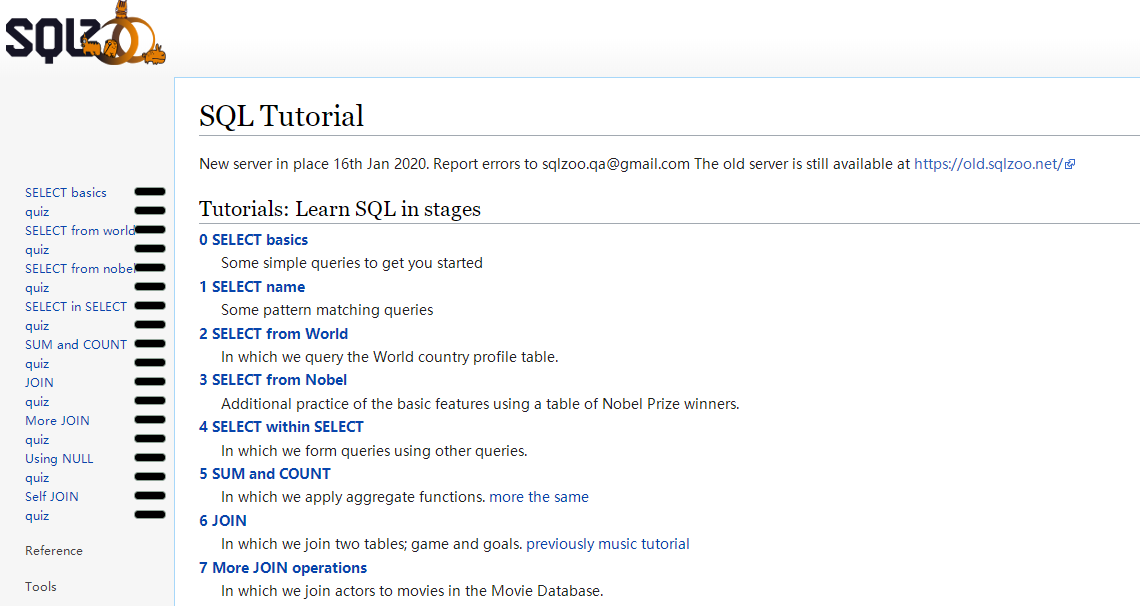 SQLZOO
SELECT basics
quiz
SELECT from world
quiz
SELECT from nobel
quiz
SELECT in SELECT
quiz
SUM and COUNT
quiz
JOIN
quiz
More JOIN
quiz
Using NULL
quiz
Self JOIN
quiz
Reference
Tools
SQL Tutorial
New server in place 16th Jan 2020. Report errors to sqlzoo.qa@gmail.com The old server is still available at https://old.sqlzoo.net/
Tutorials: Learn SQL in stages
0 SELECT basics
Some simple queries to get you started
1 SELECT name
Some pattern matching queries
2 SELECT from World
In which we query the World country profile table.
3 SELECT from Nobel
Additional practice of the basic features using a table of Nobel Prize winners.
4 SELECT within SELECT
In which we form queries using other queries.
5 SUM and COUNT
In which we apply aggregate functions. more the same
6 JOIN
In which we join two tables; game and goals. previously music tutorial
7 More JOIN operations
In which we join actors to movies in the Movie Database.